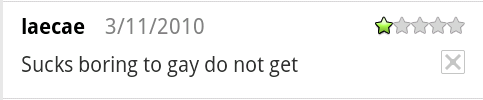 laecae 3/11/2010
Sucks boring to gay do not get